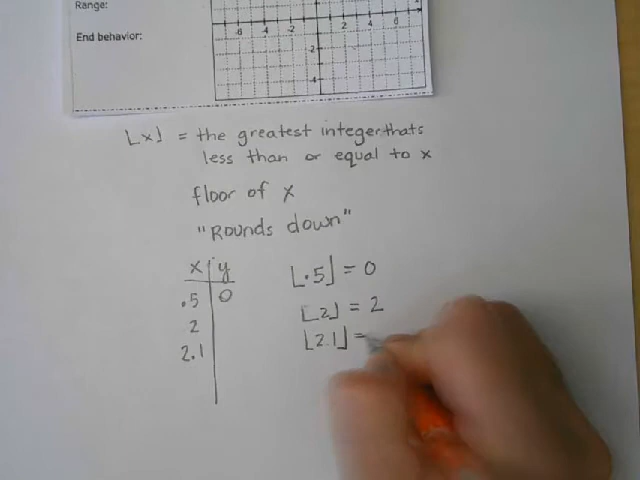 Range:
End behavior:
-6 -4 -2 2 4 6
-2
-4
⌊x⌋ = the greatest integer thats
less than or equal to x
floor of x
"Rounds down"
x y
.5 0
2
2.1
⌊.5⌋ = 0
⌊2⌋ = 2
⌊2.1⌋ =